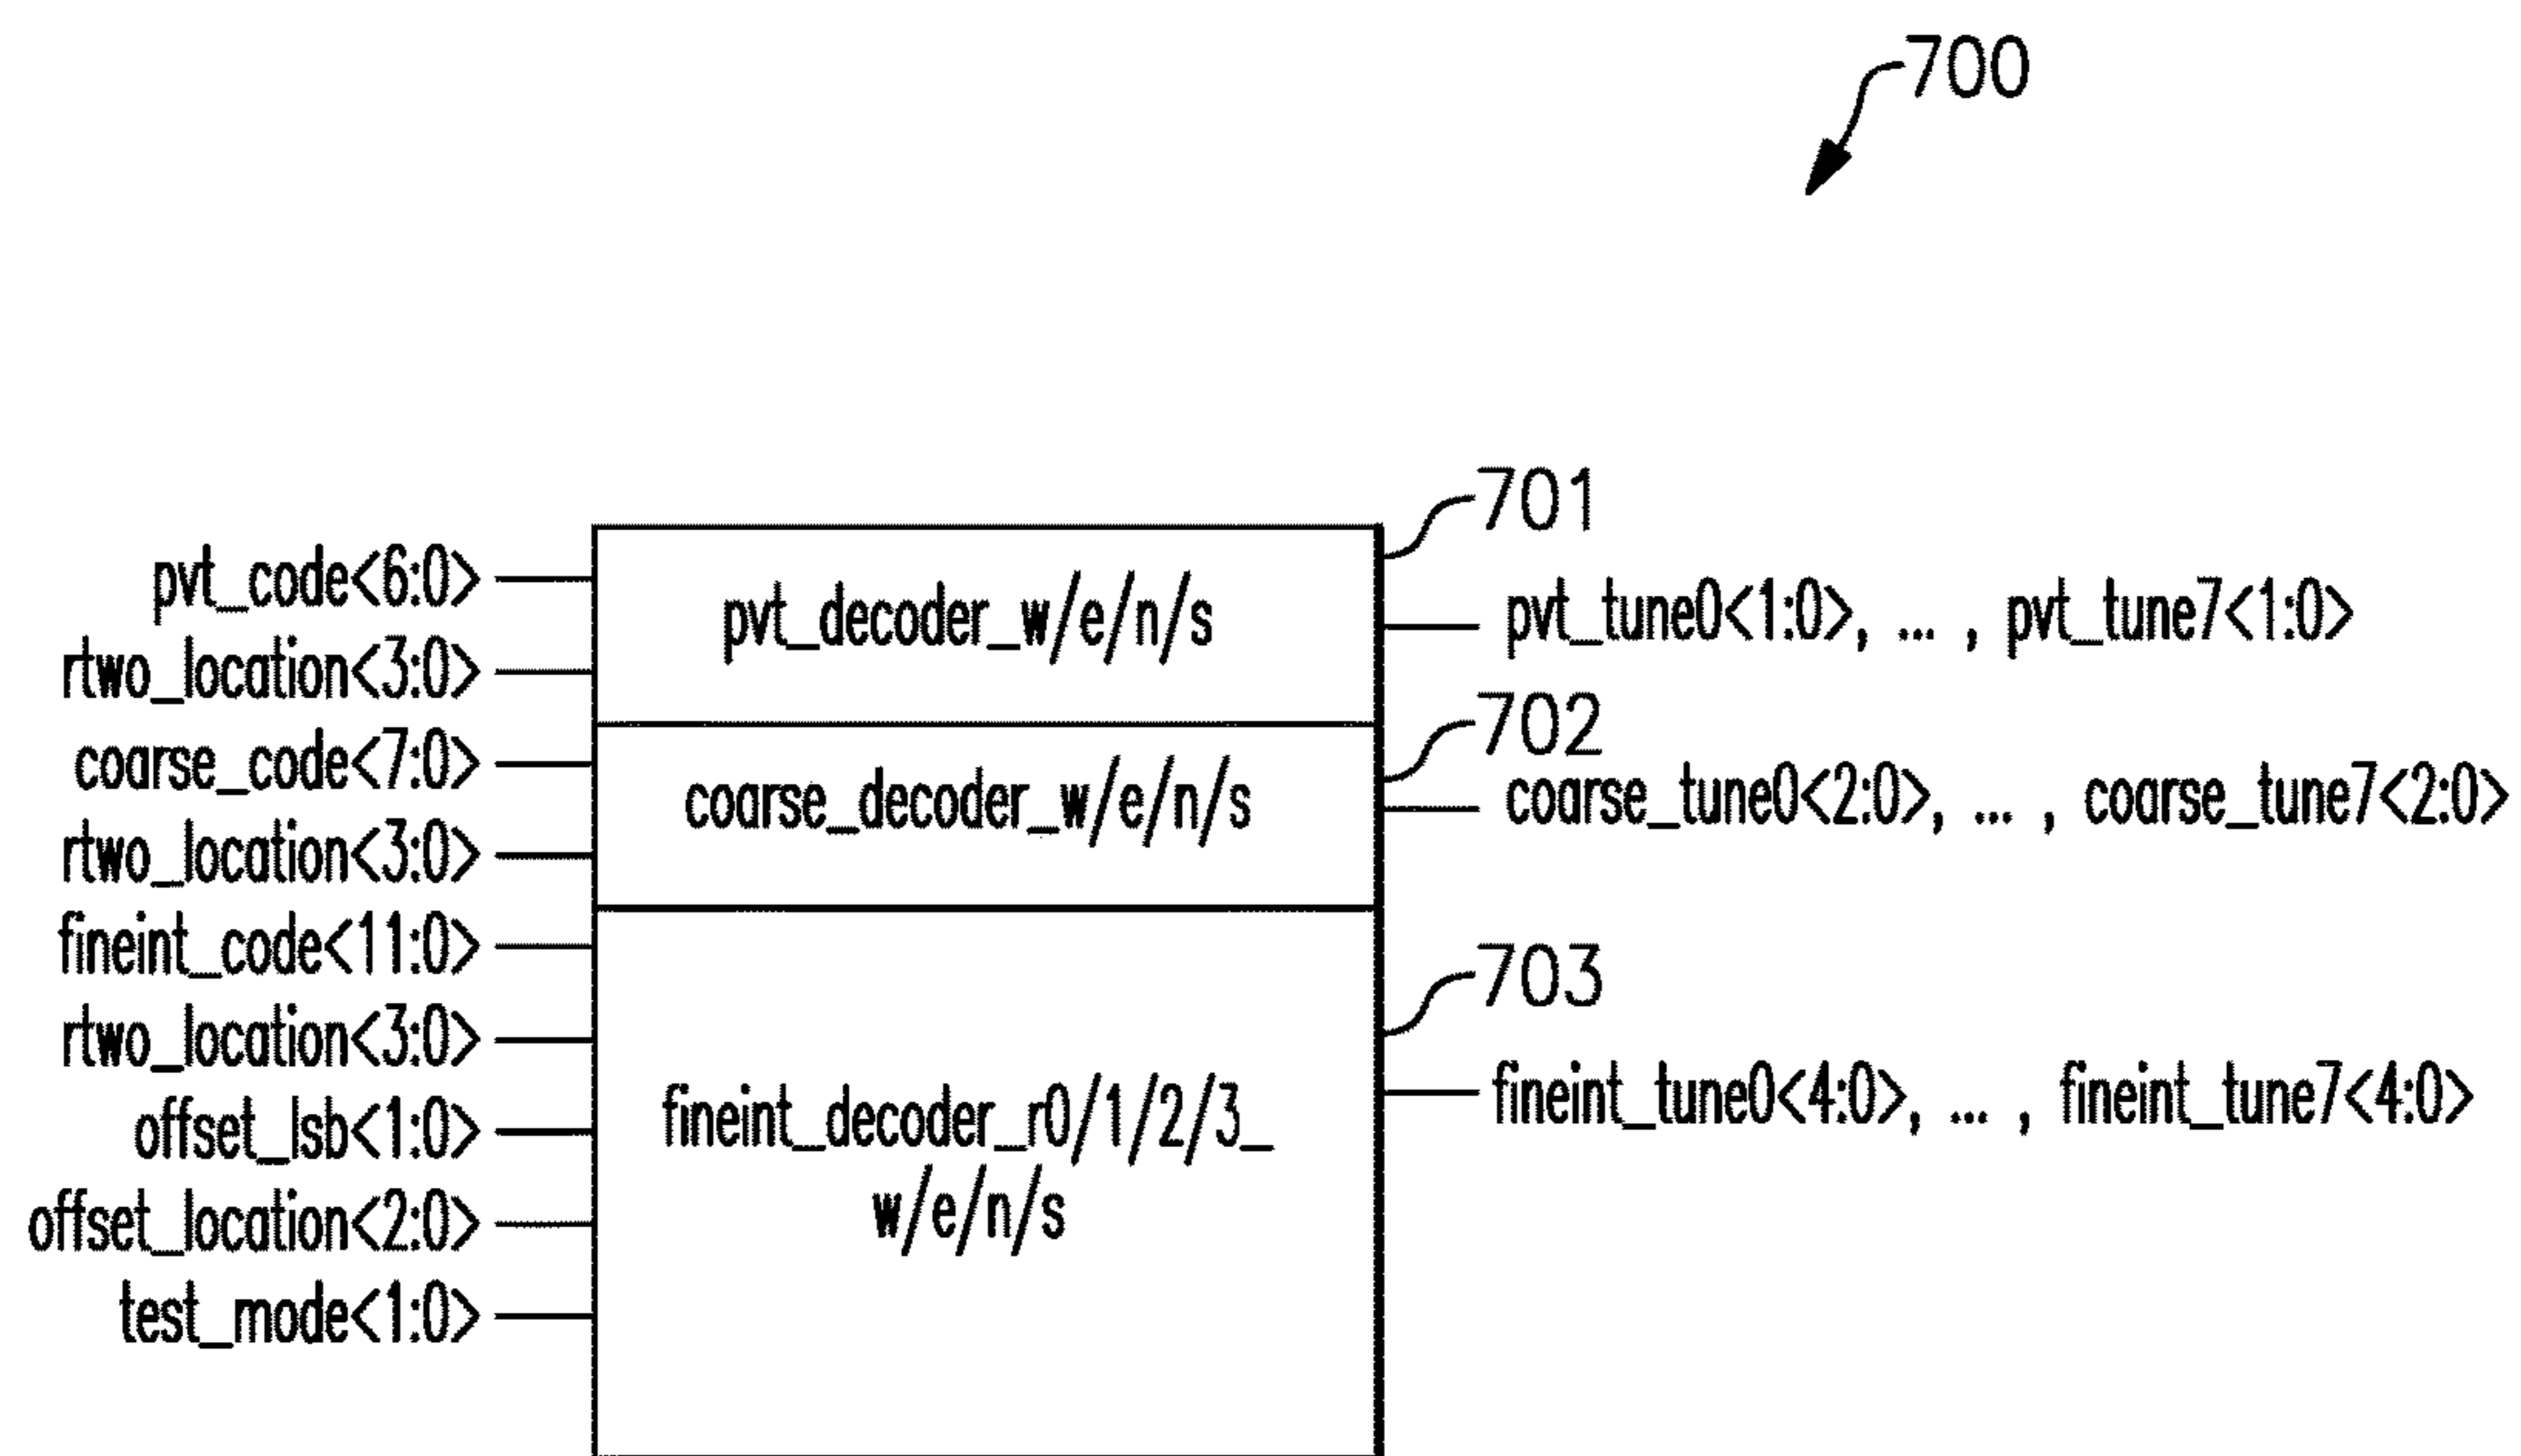 700
701
pvt_code<6:0>
pvt_decoder_w/e/n/s
pvt_tune0<1:0>, ... , pvt_tune7<1:0>
rtwo_location<3:0>
702
coarse_code<7:0>
coarse_decoder_w/e/n/s
coarse_tune0<2:0>, ... , coarse_tune7<2:0>
rtwo_location<3:0>
fineint_code<11:0>
703
rtwo_location<3:0>
fineint_decoder_r0/1/2/3_
w/e/n/s
fineint_tune0<4:0>, ... , fineint_tune7<4:0>
offset_lsb<1:0>
offset_location<2:0>
test_mode<1:0>